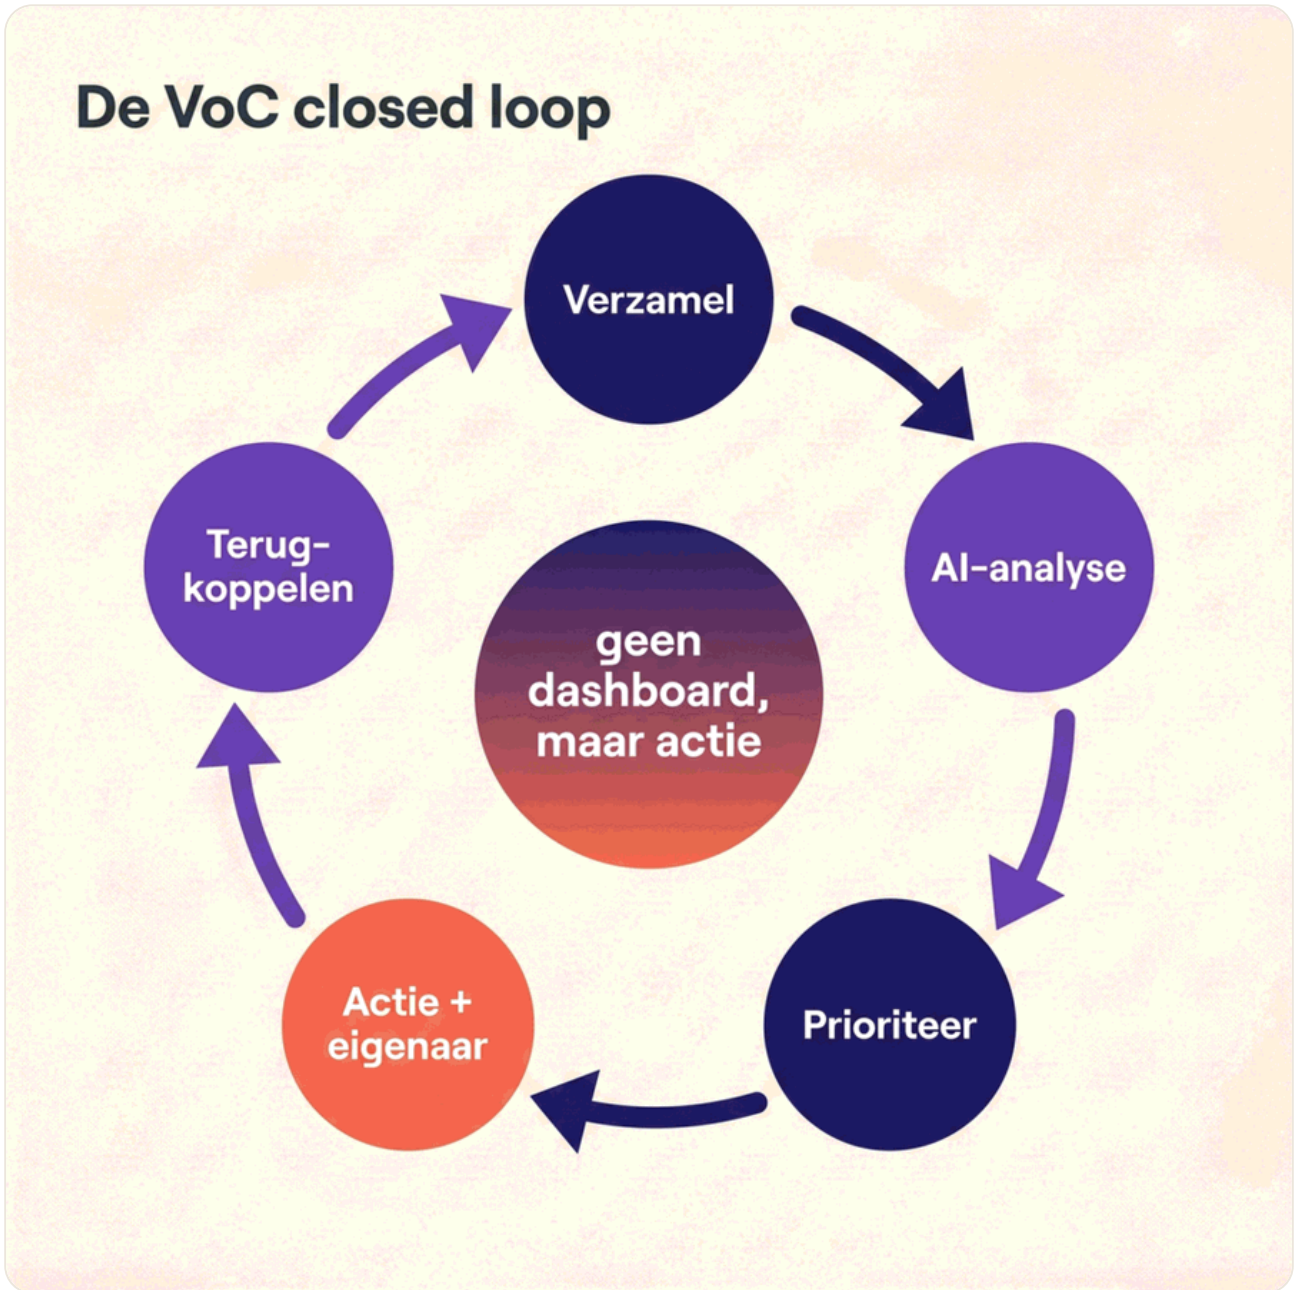 De VoC closed loop
Verzamel
AI-analyse
Prioriteer
Actie +
eigenaar
Terug-
koppelen
geen
dashboard,
maar actie